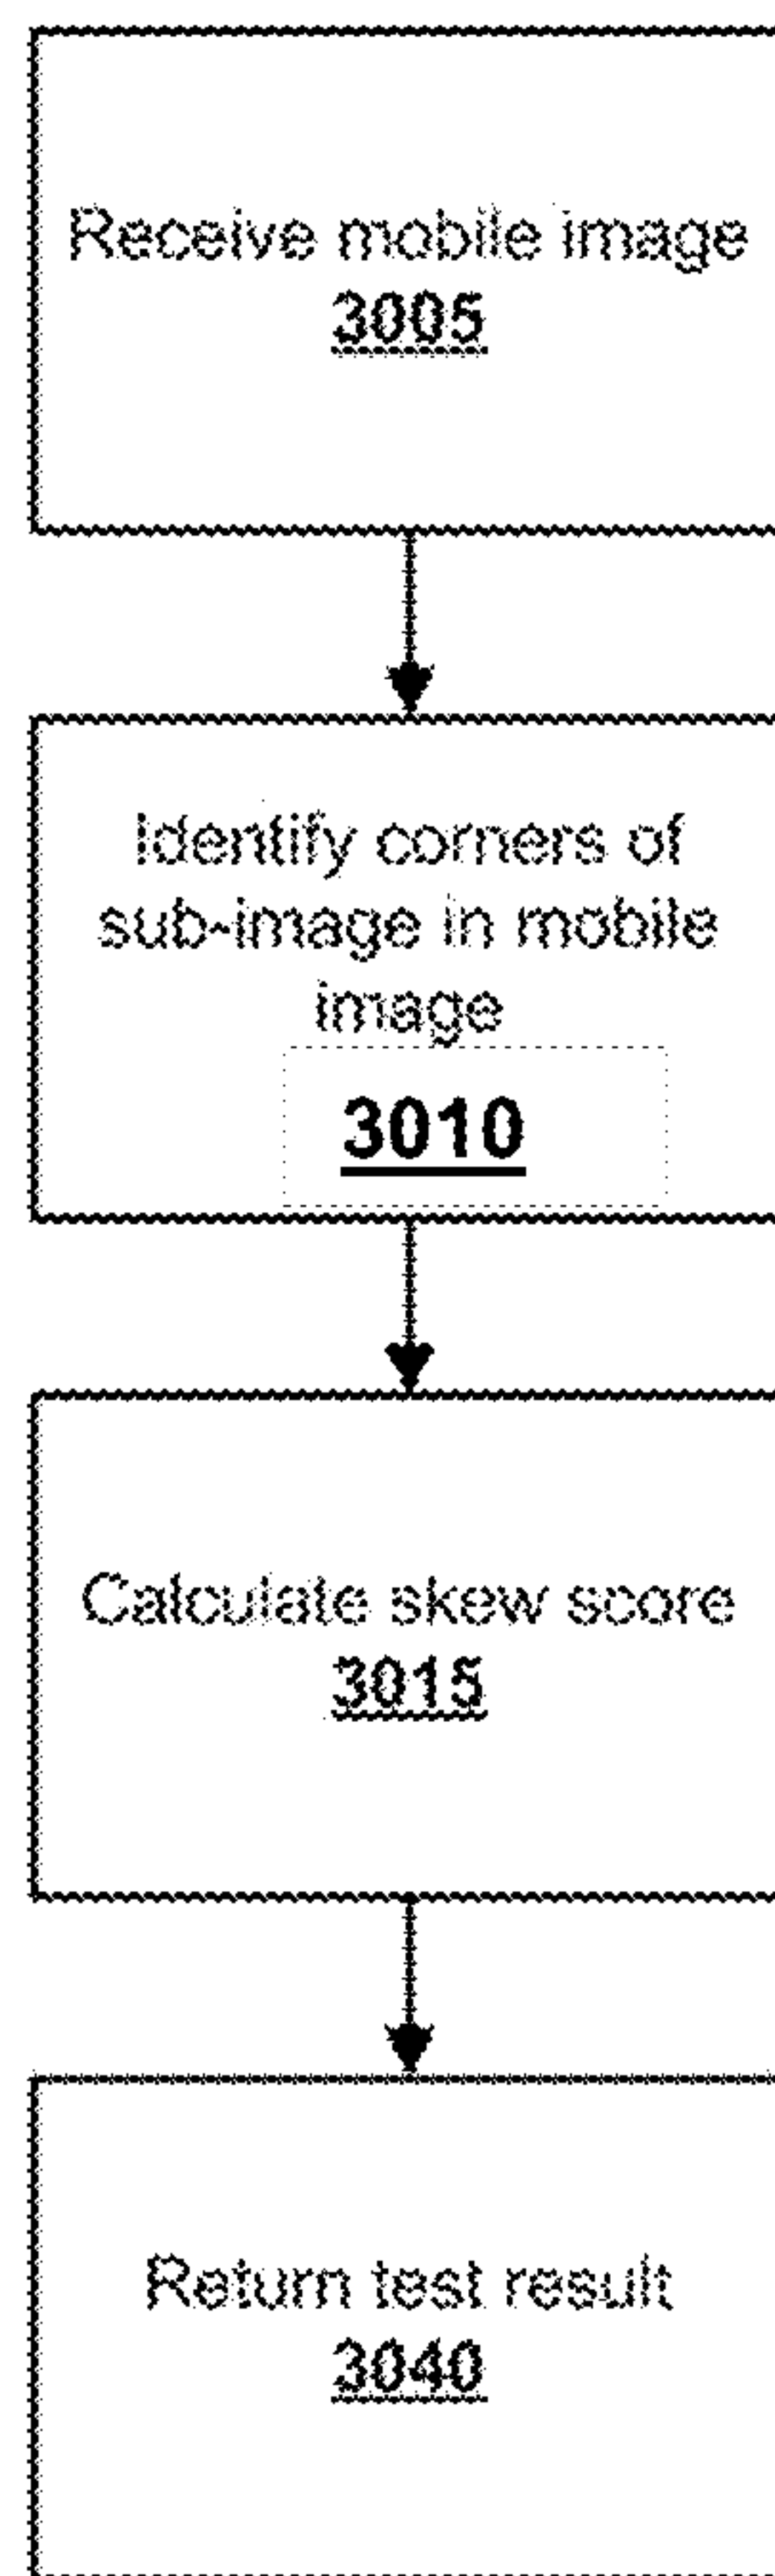 Receive mobile image
3005
Identify corners of
sub-image in mobile
image
3010
Calculate skew score
3015
Return test result
3040